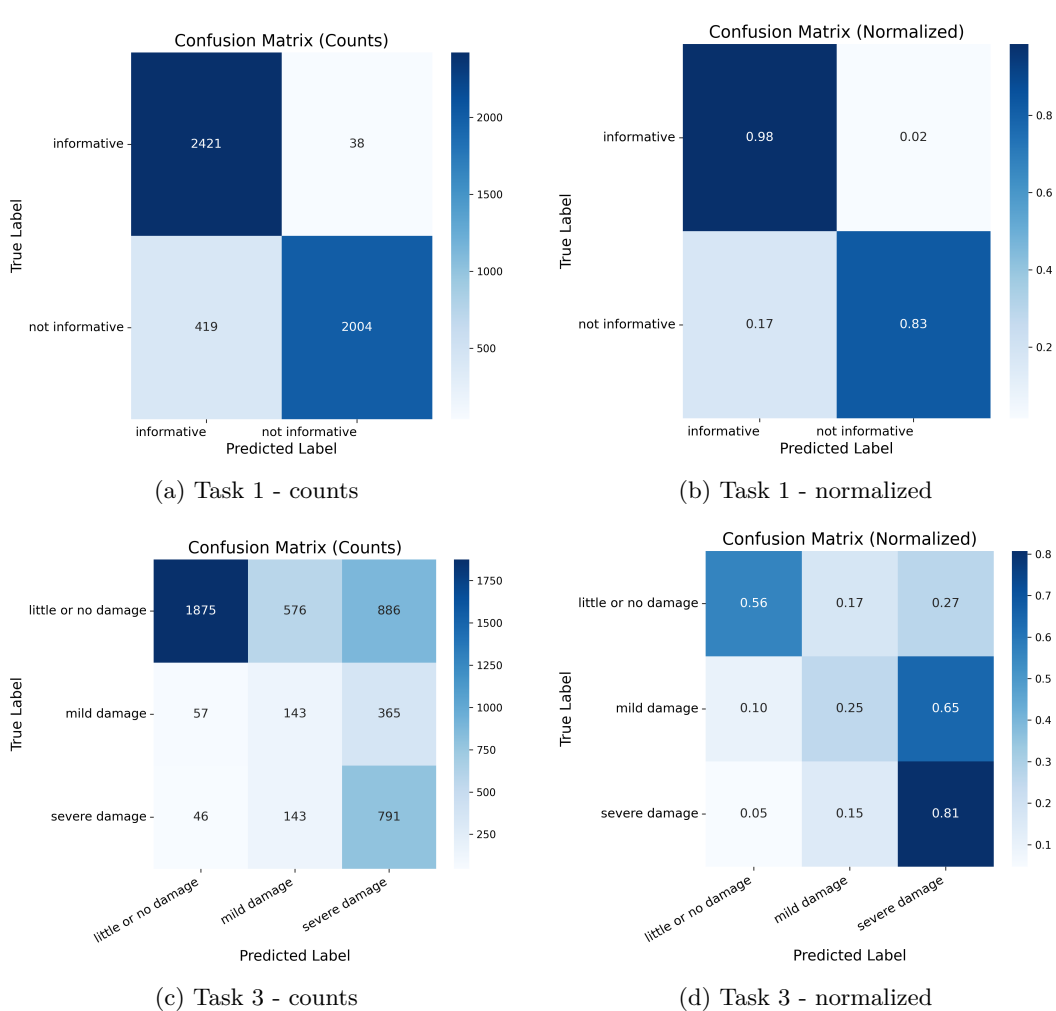 Confusion Matrix (Counts)
True Label
informative
2421
38
2000
1500
1000
500
not informative
419
2004
informative
not informative
Predicted Label
(a) Task 1 - counts
Confusion Matrix (Normalized)
True Label
informative
0.98
0.02
0.8
0.6
0.4
0.2
not informative
0.17
0.83
informative
not informative
Predicted Label
(b) Task 1 - normalized
Confusion Matrix (Counts)
True Label
little or no damage
1875
576
886
mild damage
57
143
365
severe damage
46
143
791
1750
1500
1250
1000
750
500
250
little or no damage
mild damage
severe damage
Predicted Label
(c) Task 3 - counts
Confusion Matrix (Normalized)
True Label
little or no damage
0.56
0.17
0.27
mild damage
0.10
0.25
0.65
severe damage
0.05
0.15
0.81
0.8
0.7
0.6
0.5
0.4
0.3
0.2
0.1
little or no damage
mild damage
severe damage
Predicted Label
(d) Task 3 - normalized